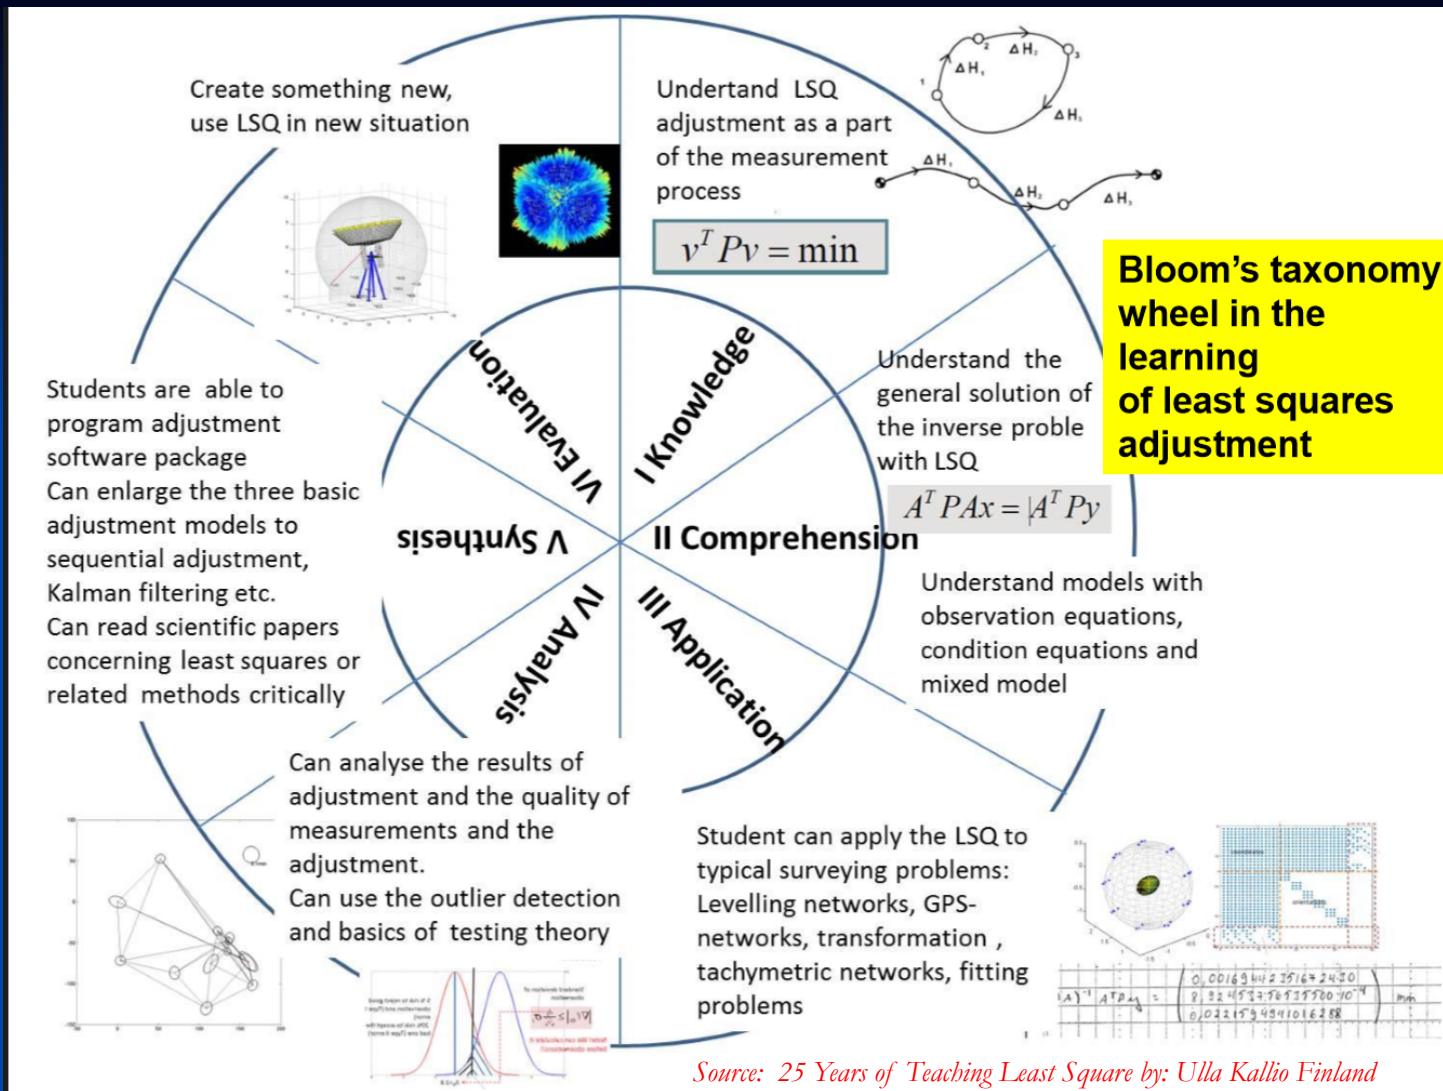 Create something new,
use LSQ in new situation
Undertand LSQ
adjustment as a part
of the measurement
process
v^T Pv = min
1
2
3
ΔH₁
ΔH₂
ΔH₃
ΔH₁
ΔH₂
ΔH₃
Bloom's taxonomy
wheel in the
learning
of least squares
adjustment
Understand the
general solution of
the inverse proble
with LSQ
A^T PAx = |A^T Py
I Knowledge
II Comprehension
III Application
IV Analysis
V Synthesis
VI Evaluation
Students are able to
program adjustment
software package
Can enlarge the three basic
adjustment models to
sequential adjustment,
Kalman filtering etc.
Can read scientific papers
concerning least squares or
related methods critically
Understand models with
observation equations,
condition equations and
mixed model
Can analyse the results of
adjustment and the quality of
measurements and the
adjustment.
Can use the outlier detection
and basics of testing theory
Student can apply the LSQ to
typical surveying problems:
Levelling networks, GPS-
networks, transformation ,
tachymetric networks, fitting
problems
Source: 25 Years of Teaching Least Square by: Ulla Kallio Finland